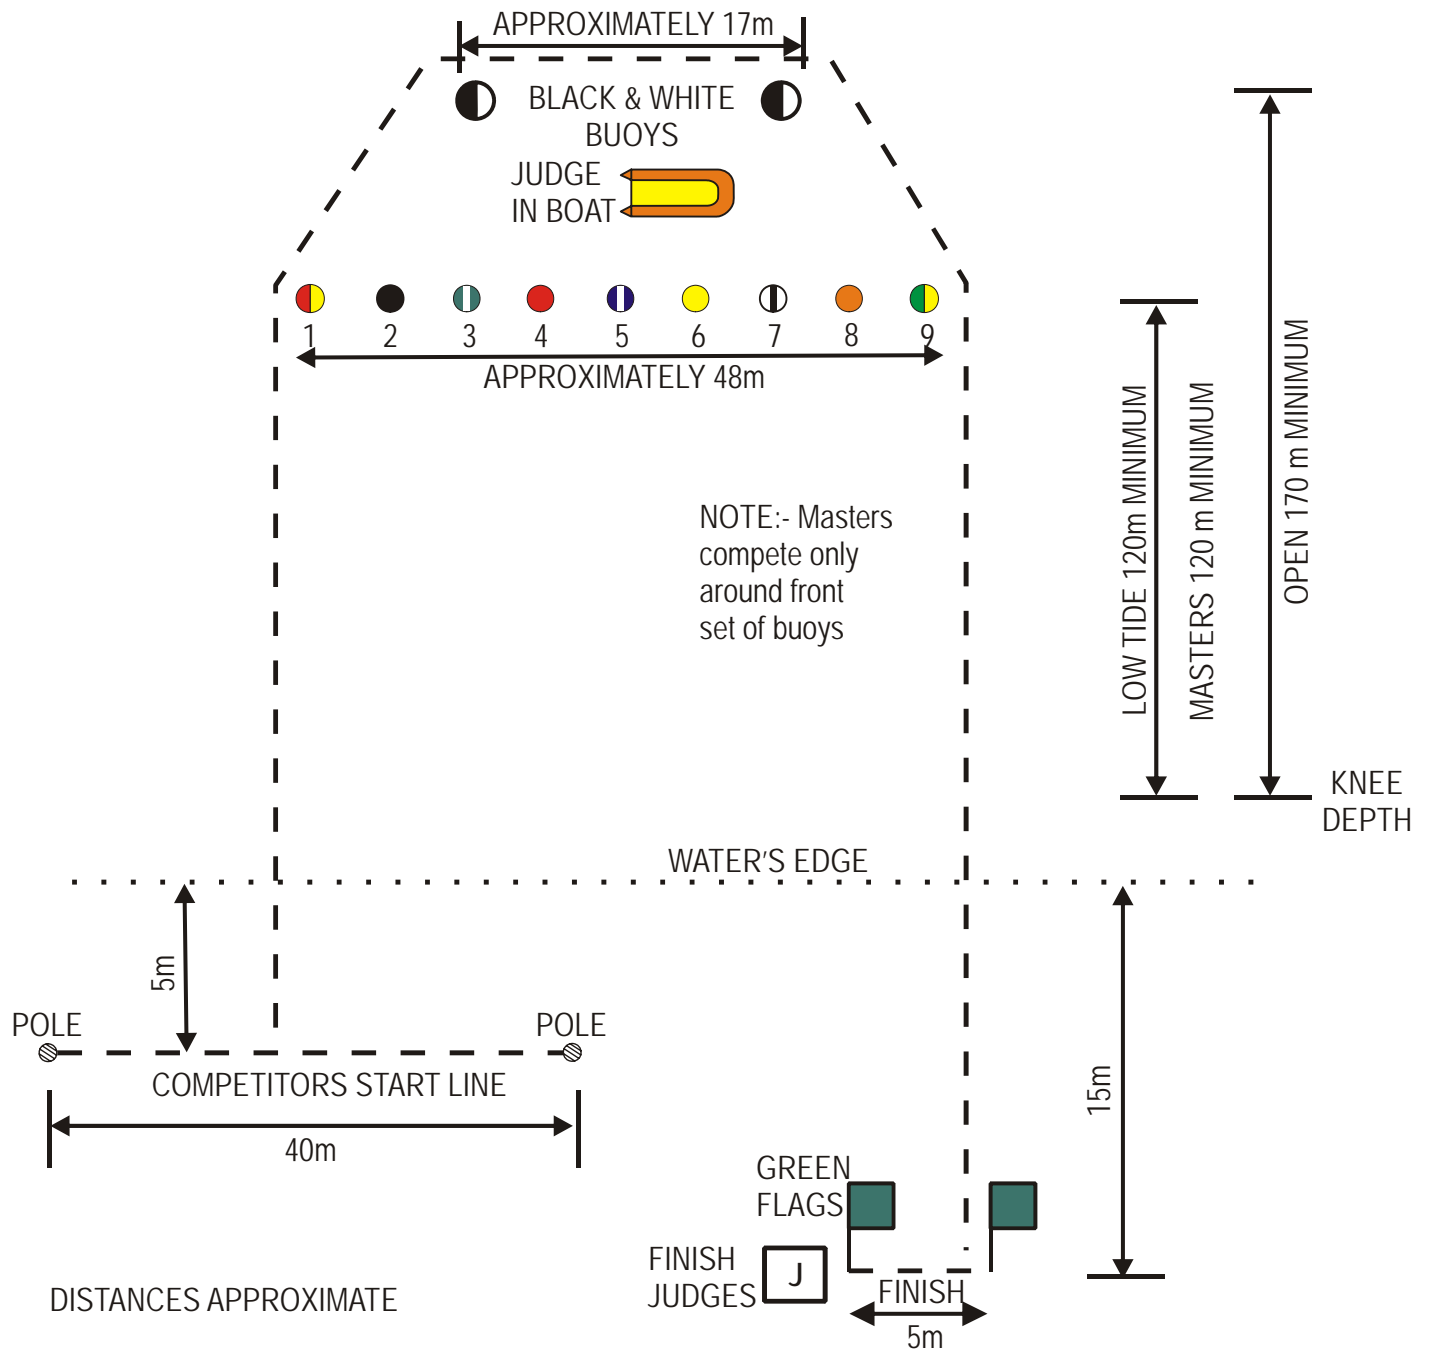 APPROXIMATELY 17m
BLACK & WHITE
BUOYS
JUDGE
IN BOAT
1 2 3 4 5 6 7 8 9
APPROXIMATELY 48m
NOTE:- Masters
compete only
around front
set of buoys
LOW TIDE 120m MINIMUM
MASTERS 120 m MINIMUM
OPEN 170 m MINIMUM
KNEE
DEPTH
WATER'S EDGE
5m
POLE
POLE
COMPETITORS START LINE
40m
15m
GREEN
FLAGS
FINISH
JUDGES
J
FINISH
5m
DISTANCES APPROXIMATE